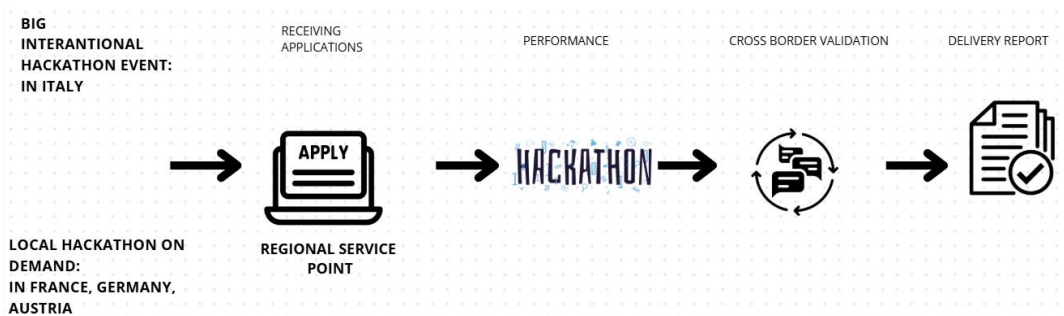 BIG
INTERANTIONAL
HACKATHON EVENT:
IN ITALY
RECEIVING
APPLICATIONS
PERFORMANCE
CROSS BORDER VALIDATION
DELIVERY REPORT
APPLY
HACKATHON
LOCAL HACKATHON ON
DEMAND:
IN FRANCE, GERMANY,
AUSTRIA
REGIONAL SERVICE
POINT